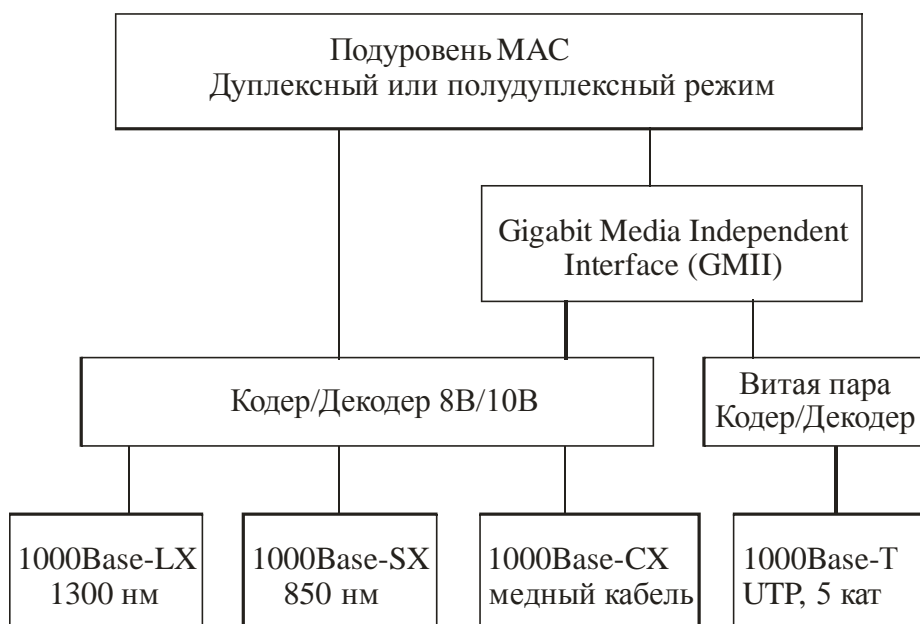 Подуровень MAC
Дуплексный или полудуплексный режим
Gigabit Media Independent
Interface (GMII)
Кодер/Декодер 8B/10B
Витая пара
Кодер/Декодер
1000Base-LX
1300 нм
1000Base-SX
850 нм
1000Base-CX
медный кабель
1000Base-T
UTP, 5 кат